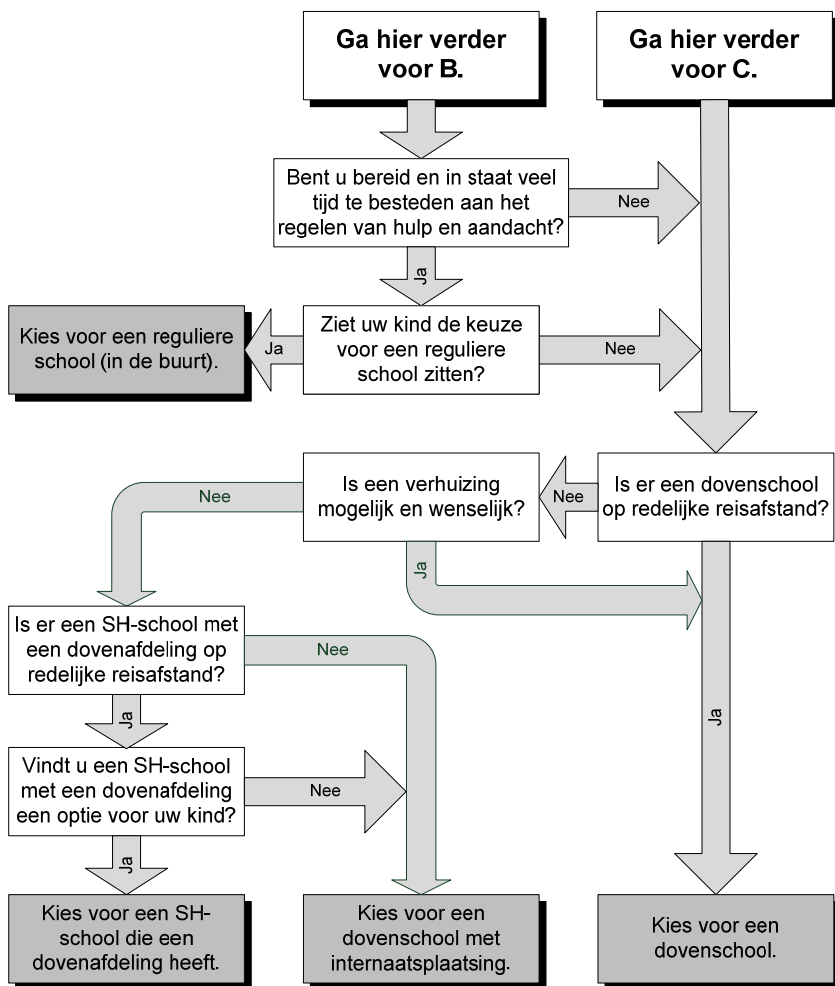 Ga hier verder
voor B.
Ga hier verder
voor C.
Bent u bereid en in staat veel
tijd te besteden aan het
regelen van hulp en aandacht?
Nee
Ja
Ziet uw kind de keuze
voor een reguliere
school zitten?
Ja
Nee
Kies voor een reguliere
school (in de buurt).
Is er een dovenschool
op redelijke reisafstand?
Nee
Is een verhuizing
mogelijk en wenselijk?
Nee
Ja
Ja
Is er een SH-school met
een dovenafdeling op
redelijke reisafstand?
Nee
Ja
Vindt u een SH-school
met een dovenafdeling
een optie voor uw kind?
Nee
Ja
Kies voor een SH-
school die een
dovenafdeling heeft.
Kies voor een
dovenschool met
internaatsplaatsing.
Kies voor een
dovenschool.